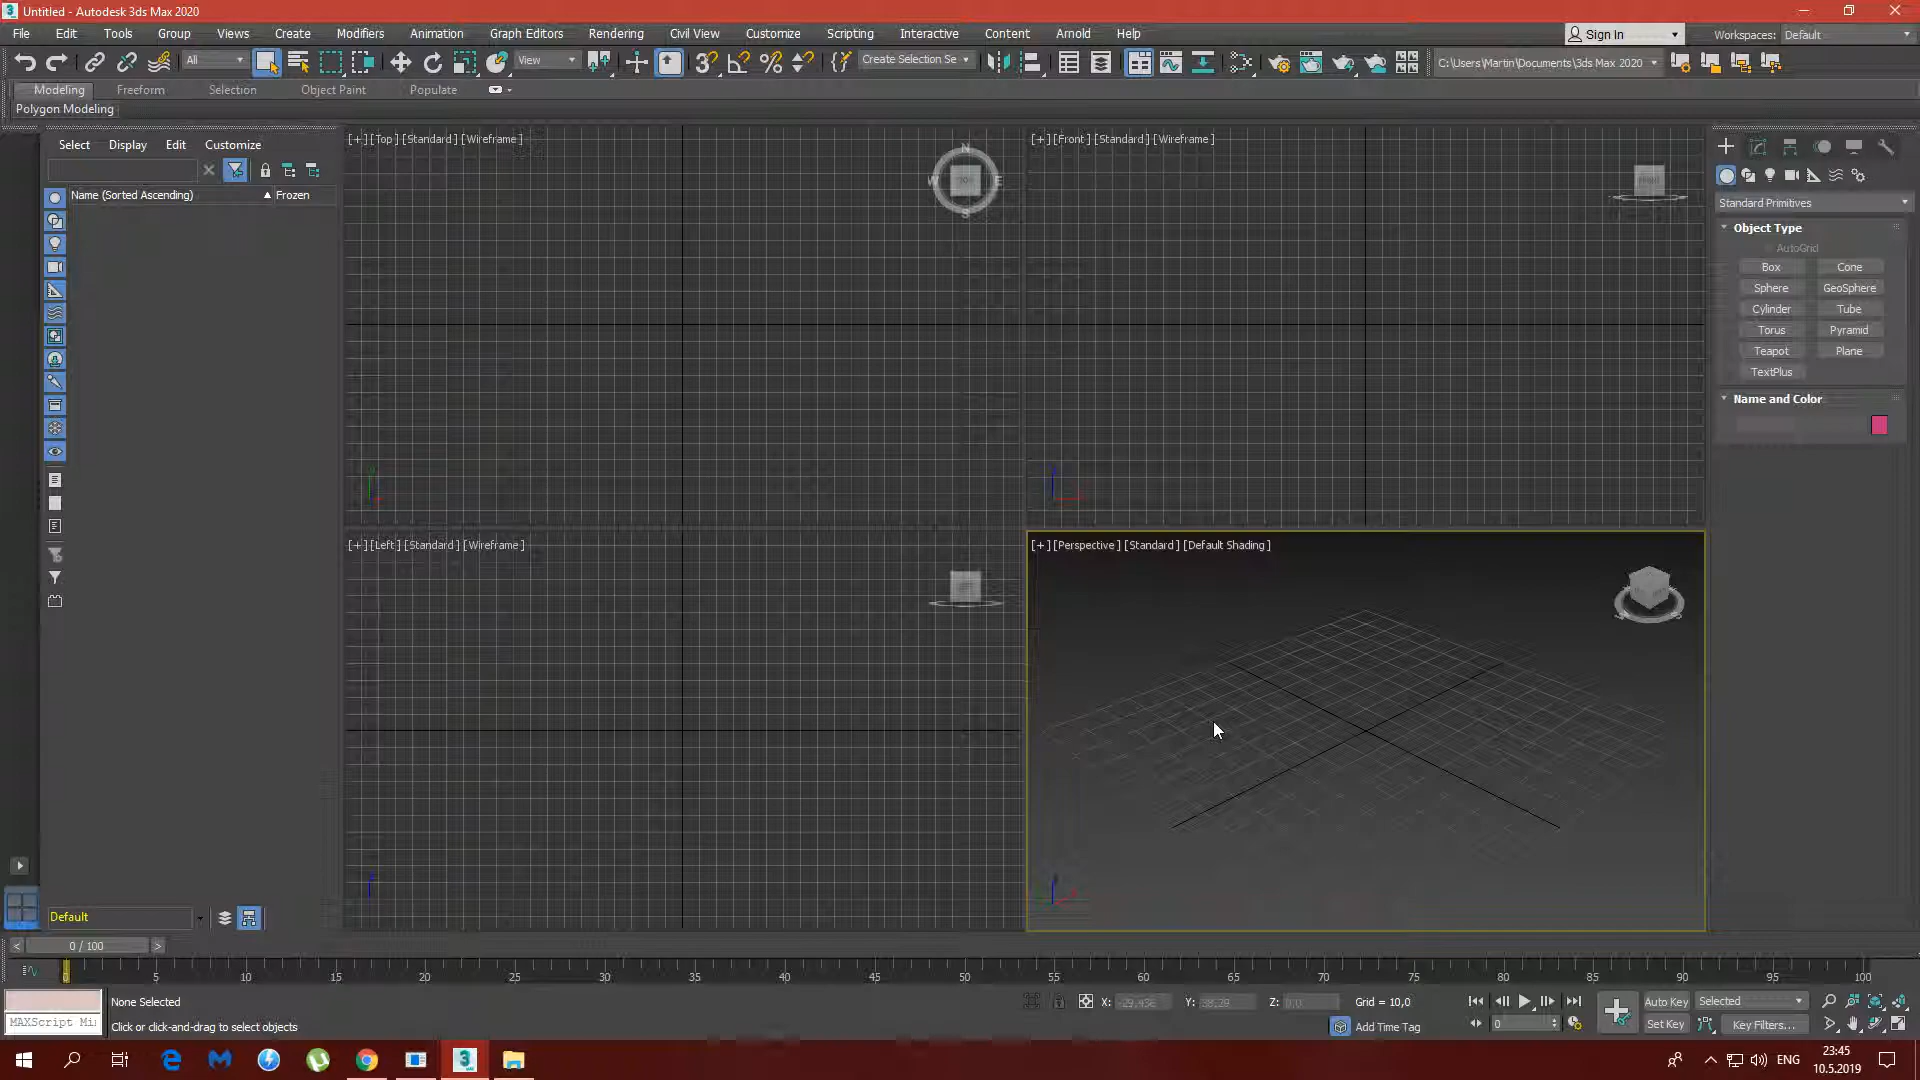 Untitled - Autodesk 3ds Max 2020
File Edit Tools Group Views Create Modifiers Animation Graph Editors Rendering Civil View Customize Scripting Interactive Content Arnold Help
Sign In
Workspaces: Default
All
View
Create Selection Se
C:\Users\Martin\Documents\3ds Max 2020
Modeling Freeform Selection Object Paint Populate
Polygon Modeling
Select Display Edit Customize
Name (Sorted Ascending) Frozen
[+] [Top] [Standard] [Wireframe]
N
W E
S
[+] [Front] [Standard] [Wireframe]
[+] [Left] [Standard] [Wireframe]
[+] [Perspective] [Standard] [Default Shading]
Standard Primitives
Object Type
AutoGrid
Box Cone
Sphere GeoSphere
Cylinder Tube
Torus Pyramid
Teapot Plane
TextPlus
Name and Color
Default
< 0 / 100 >
0 5 10 15 20 25 30 35 40 45 50 55 60 65 70 75 80 85 90 95 100
None Selected
MAXScript Mi
Click or click-and-drag to select objects
X: -29,436 Y: 38,29 Z: 0,0 Grid = 10,0
Add Time Tag
0
Auto Key Selected
Set Key Key Filters...
ENG
23:45
10.5.2019